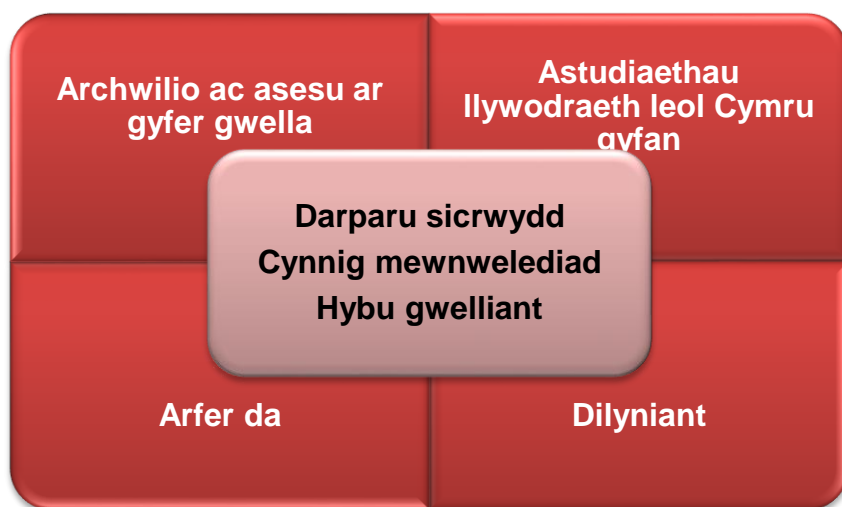 Archwilio ac asesu ar
gyfer gwella
Astudiaethau
llywodraeth leol Cymru
gyfan
Darparu sicrwydd
Cynnig mewnwelediad
Hybu gwelliant
Arfer da
Dilyniant